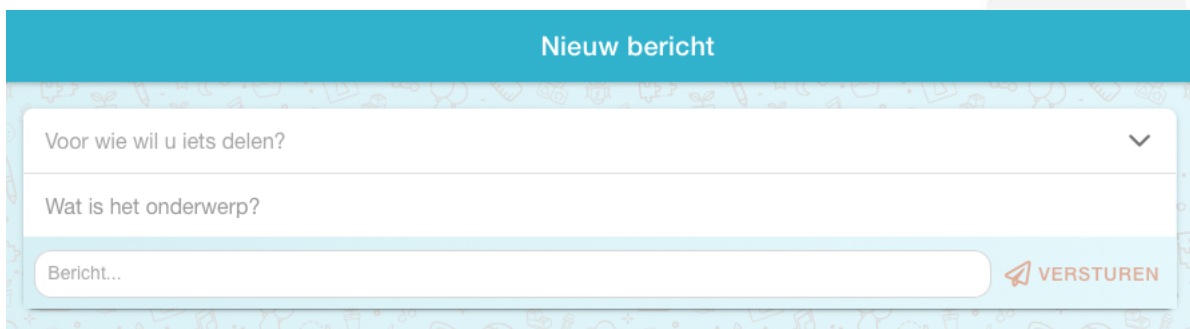 Nieuw bericht
Voor wie wil u iets delen?
Wat is het onderwerp?
Bericht...
VERSTUREN